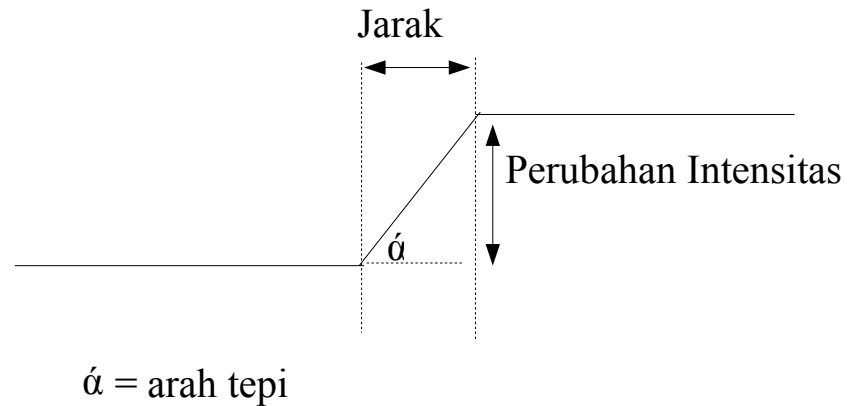 Jarak
Perubahan Intensitas
ά
ά = arah tepi